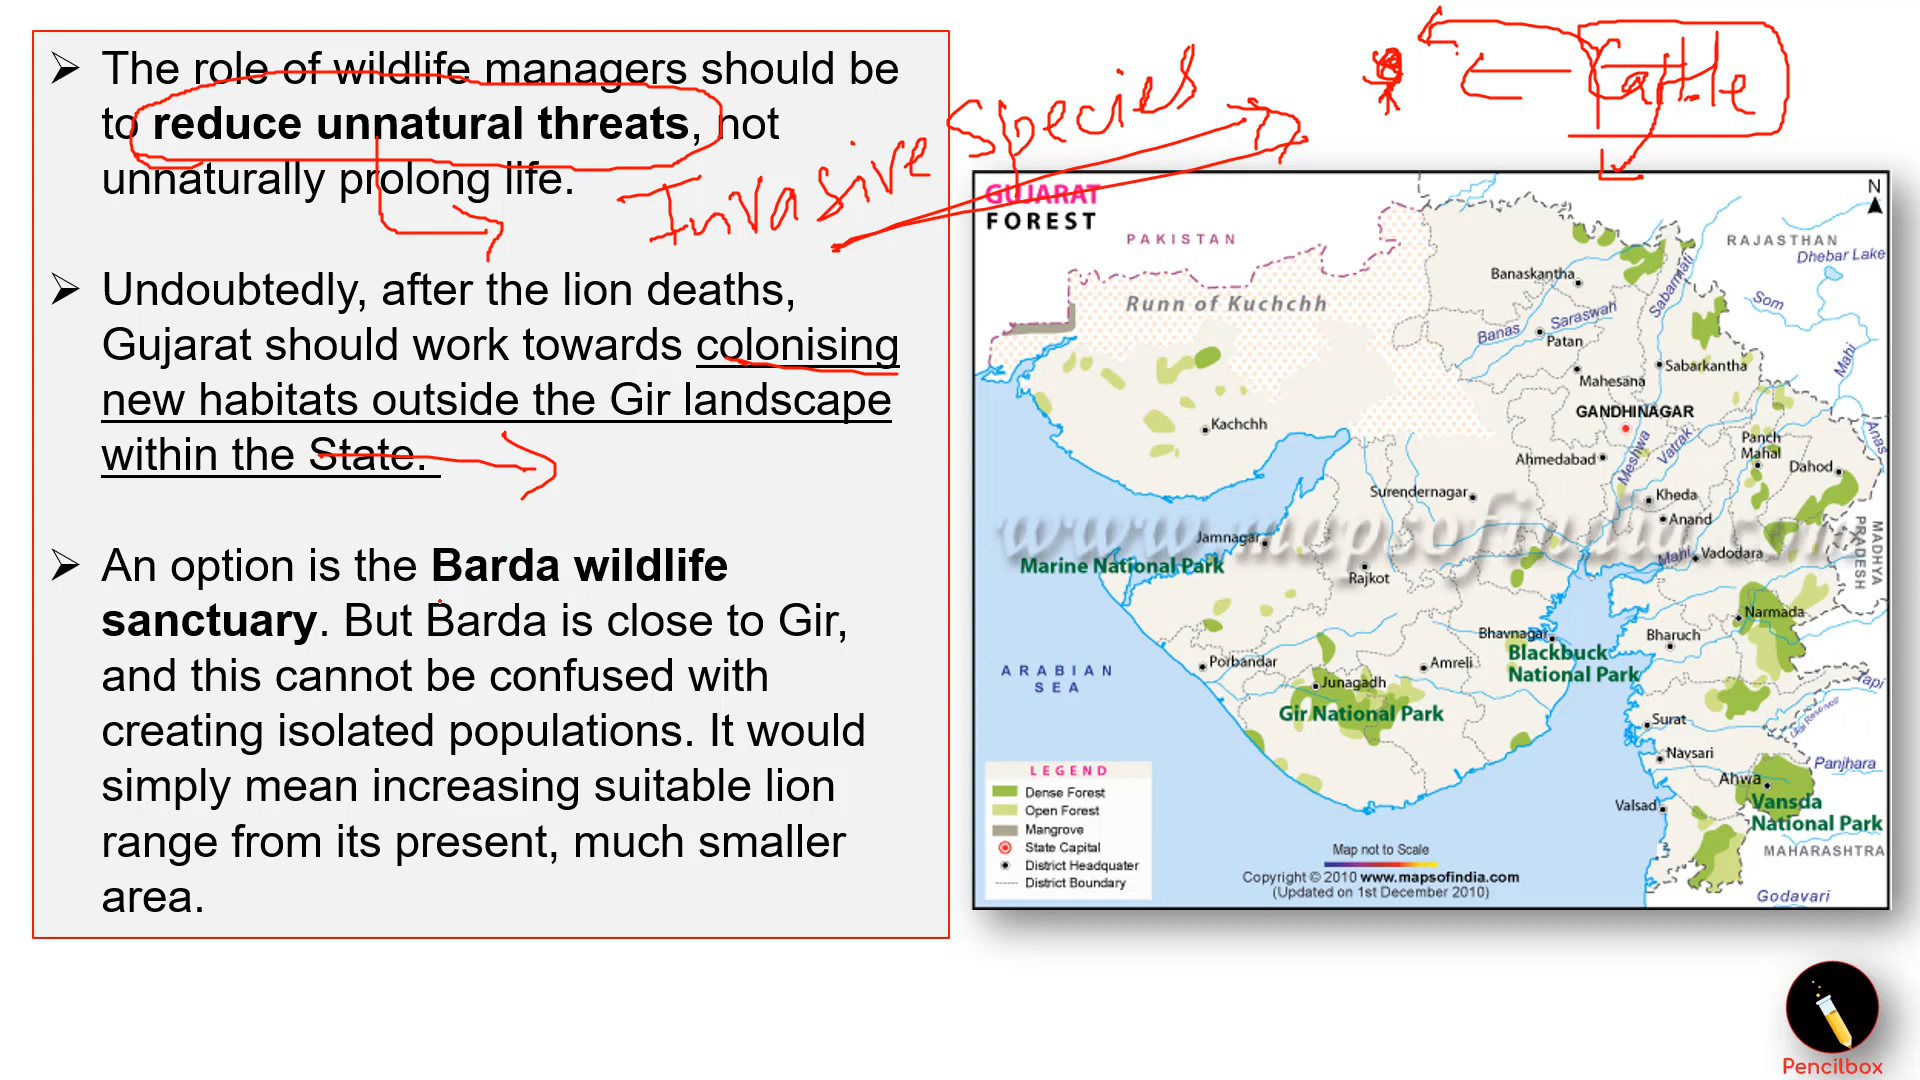 The role of wildlife managers should be
to reduce unnatural threats, not
unnaturally prolong life.
Undoubtedly, after the lion deaths,
Gujarat should work towards colonising
new habitats outside the Gir landscape
within the State.
An option is the Barda wildlife
sanctuary. But Barda is close to Gir,
and this cannot be confused with
creating isolated populations. It would
simply mean increasing suitable lion
range from its present, much smaller
area.
Invasive species
Cattle
GUJARAT
FOREST
N
PAKISTAN
RAJASTHAN
Dhebar Lake
Runn of Kuchchh
Banaskantha
Sabarmati
Som
Banas
Saraswah
Patan
Mahi
Sabarkantha
Mahesana
GANDHINAGAR
Kachchh
Meshwa
Vatrak
Anas
Panch
Mahal
Ahmedabad
Dahod
Surendernagar
Kheda
Anand
www.mapsofindia.com
MADHYA
PRADESH
Jamnagar
Mahi
Vadodara
Marine National Park
Rajkot
Narmada
Bhavnagar
Bharuch
Blackbuck
National Park
Porbandar
Amreli
ARABIAN
SEA
Junagadh
Tapi
Gir National Park
Surat
Ukai Reservoir
Navsari
Panjhara
LEGEND
Dense Forest
Open Forest
Mangrove
State Capital
District Headquater
District Boundary
Ahwa
Valsad
Vansda
National Park
Map not to Scale
MAHARASHTRA
Copyright © 2010 www.mapsofindia.com
(Updated on 1st December 2010)
Godavari
Pencilbox